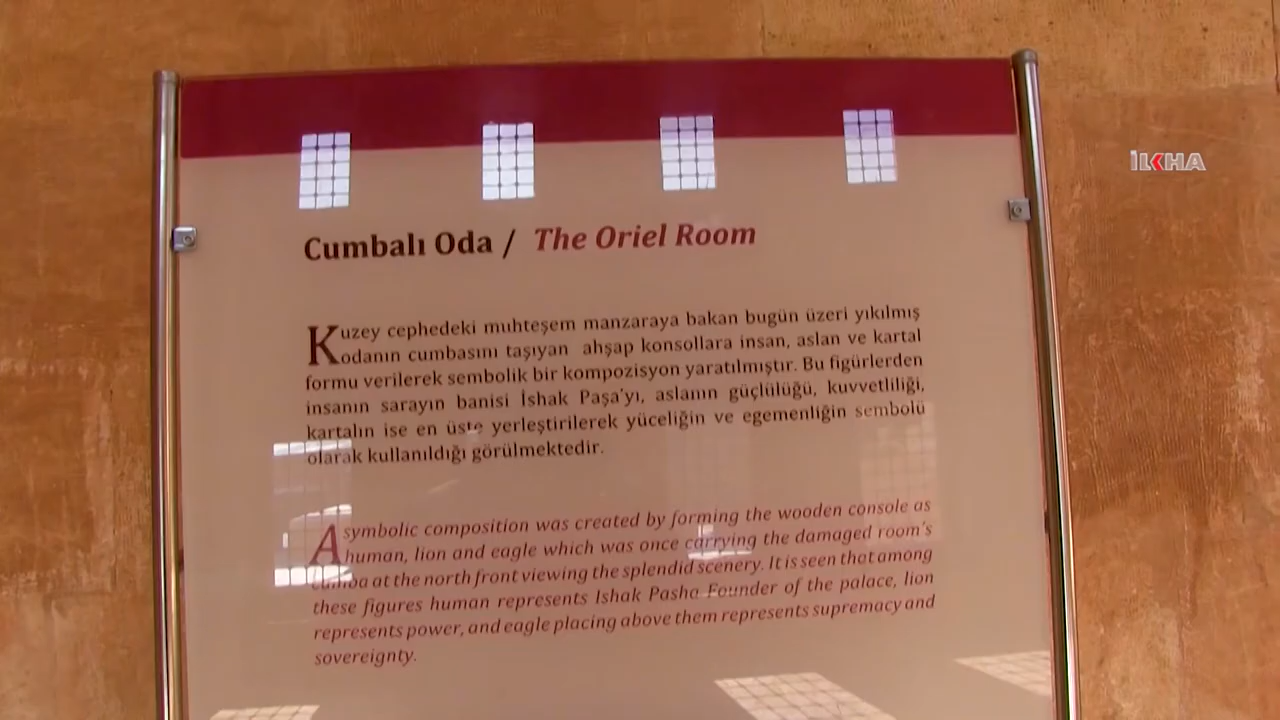 İLKHA
Cumbalı Oda / The Oriel Room
Kuzey cephedeki muhteşem manzaraya bakan bugün üzeri yıkılmış
odanın cumbasını taşıyan ahşap konsollara insan, aslan ve kartal
formu verilerek sembolik bir kompozisyon yaratılmıştır. Bu figürlerden
insanın sarayın banisi İshak Paşa'yı, aslanın güçlülüğü, kuvvetliliği,
kartalın ise en üste yerleştirilerek yüceliğin ve egemenliğin sembolü
olarak kullanıldığı görülmektedir.
A symbolic composition was created by forming the wooden console as
human, lion and eagle which was once carrying the damaged room's
cumba at the north front viewing the splendid scenery. It is seen that among
these figures human represents Ishak Pasha Founder of the palace, lion
represents power, and eagle placing above them represents supremacy and
sovereignty.